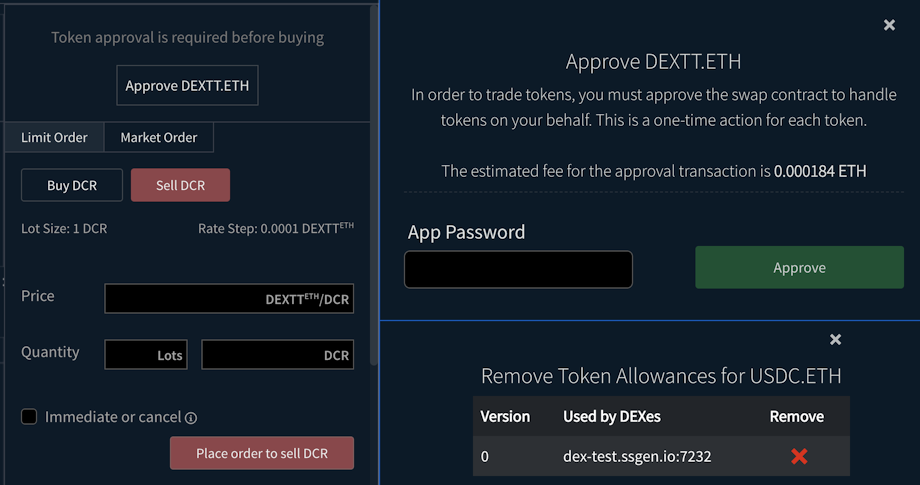 Token approval is required before buying
Approve DEXTT.ETH
Limit Order
Market Order
Buy DCR
Sell DCR
Lot Size: 1 DCR
Rate Step: 0.0001 DEXTTᴱᵀᴴ
Price
DEXTTᴱᵀᴴ/DCR
Quantity
Lots
DCR
Immediate or cancel
Place order to sell DCR
Approve DEXTT.ETH
In order to trade tokens, you must approve the swap contract to handle
tokens on your behalf. This is a one-time action for each token.
The estimated fee for the approval transaction is 0.000184 ETH
App Password
Approve
Remove Token Allowances for USDC.ETH
Version Used by DEXes Remove
0 dex-test.ssgen.io:7232